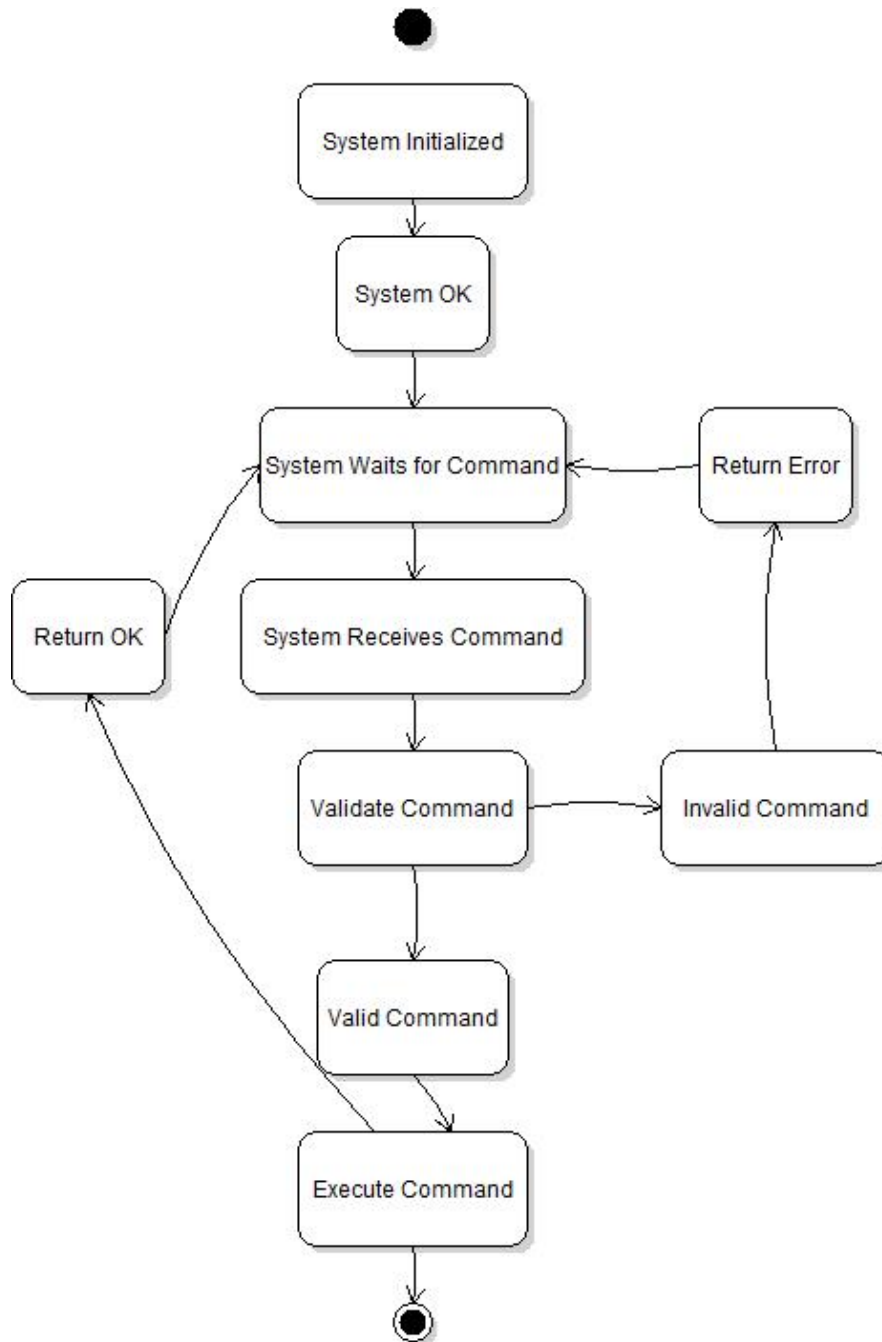 System Initialized
System OK
System Waits for Command
Return Error
Return OK
System Receives Command
Validate Command
Invalid Command
Valid Command
Execute Command